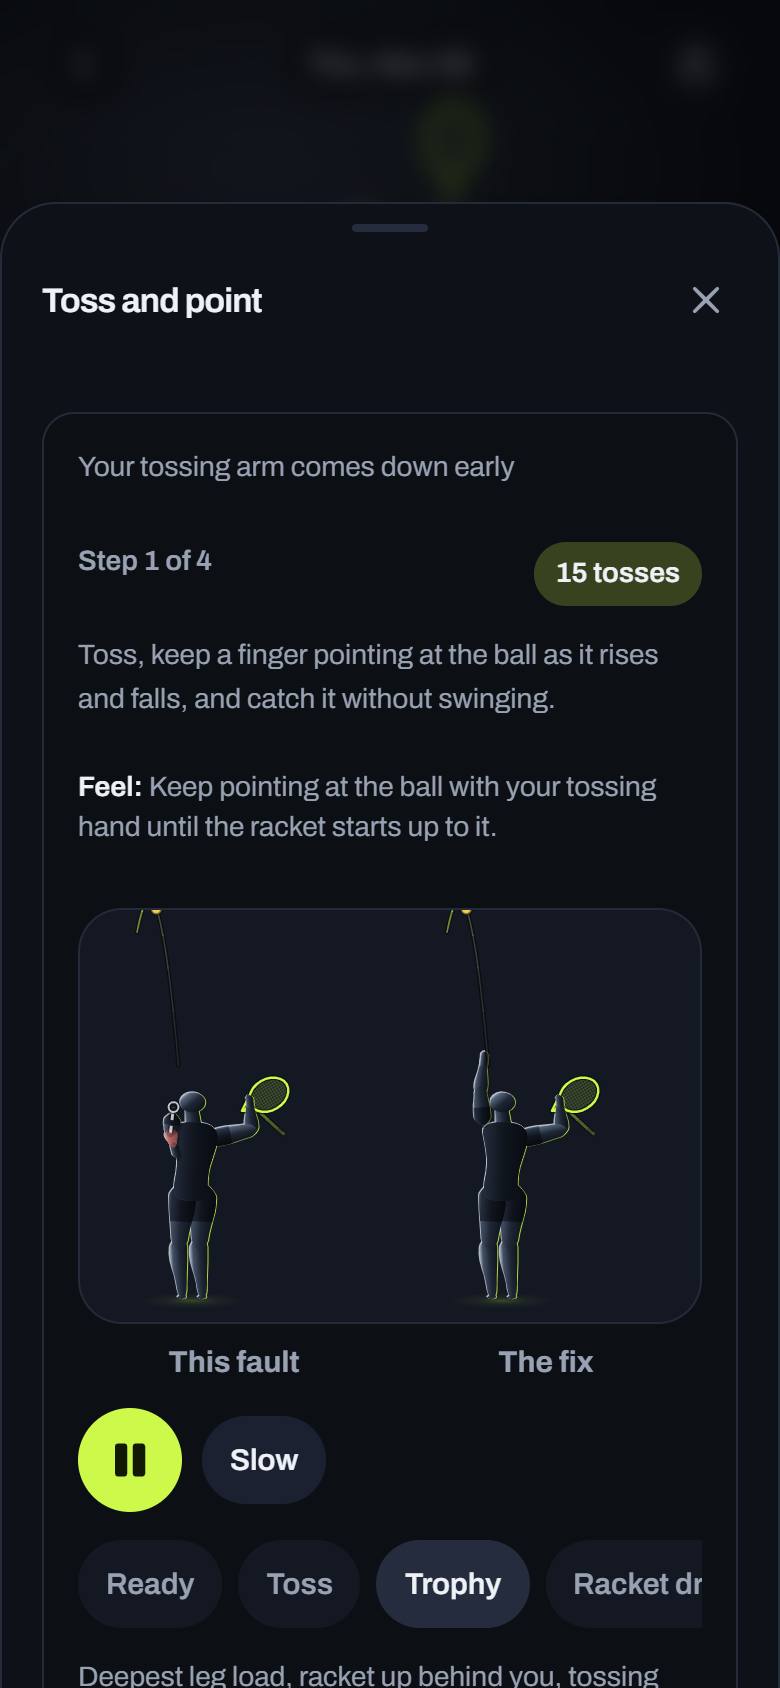 Toss and point
Your tossing arm comes down early
Step 1 of 4
15 tosses
Toss, keep a finger pointing at the ball as it rises
and falls, and catch it without swinging.
Feel: Keep pointing at the ball with your tossing
hand until the racket starts up to it.
This fault
The fix
Slow
Ready
Toss
Trophy
Racket dr
Deepest leg load, racket up behind you, tossing